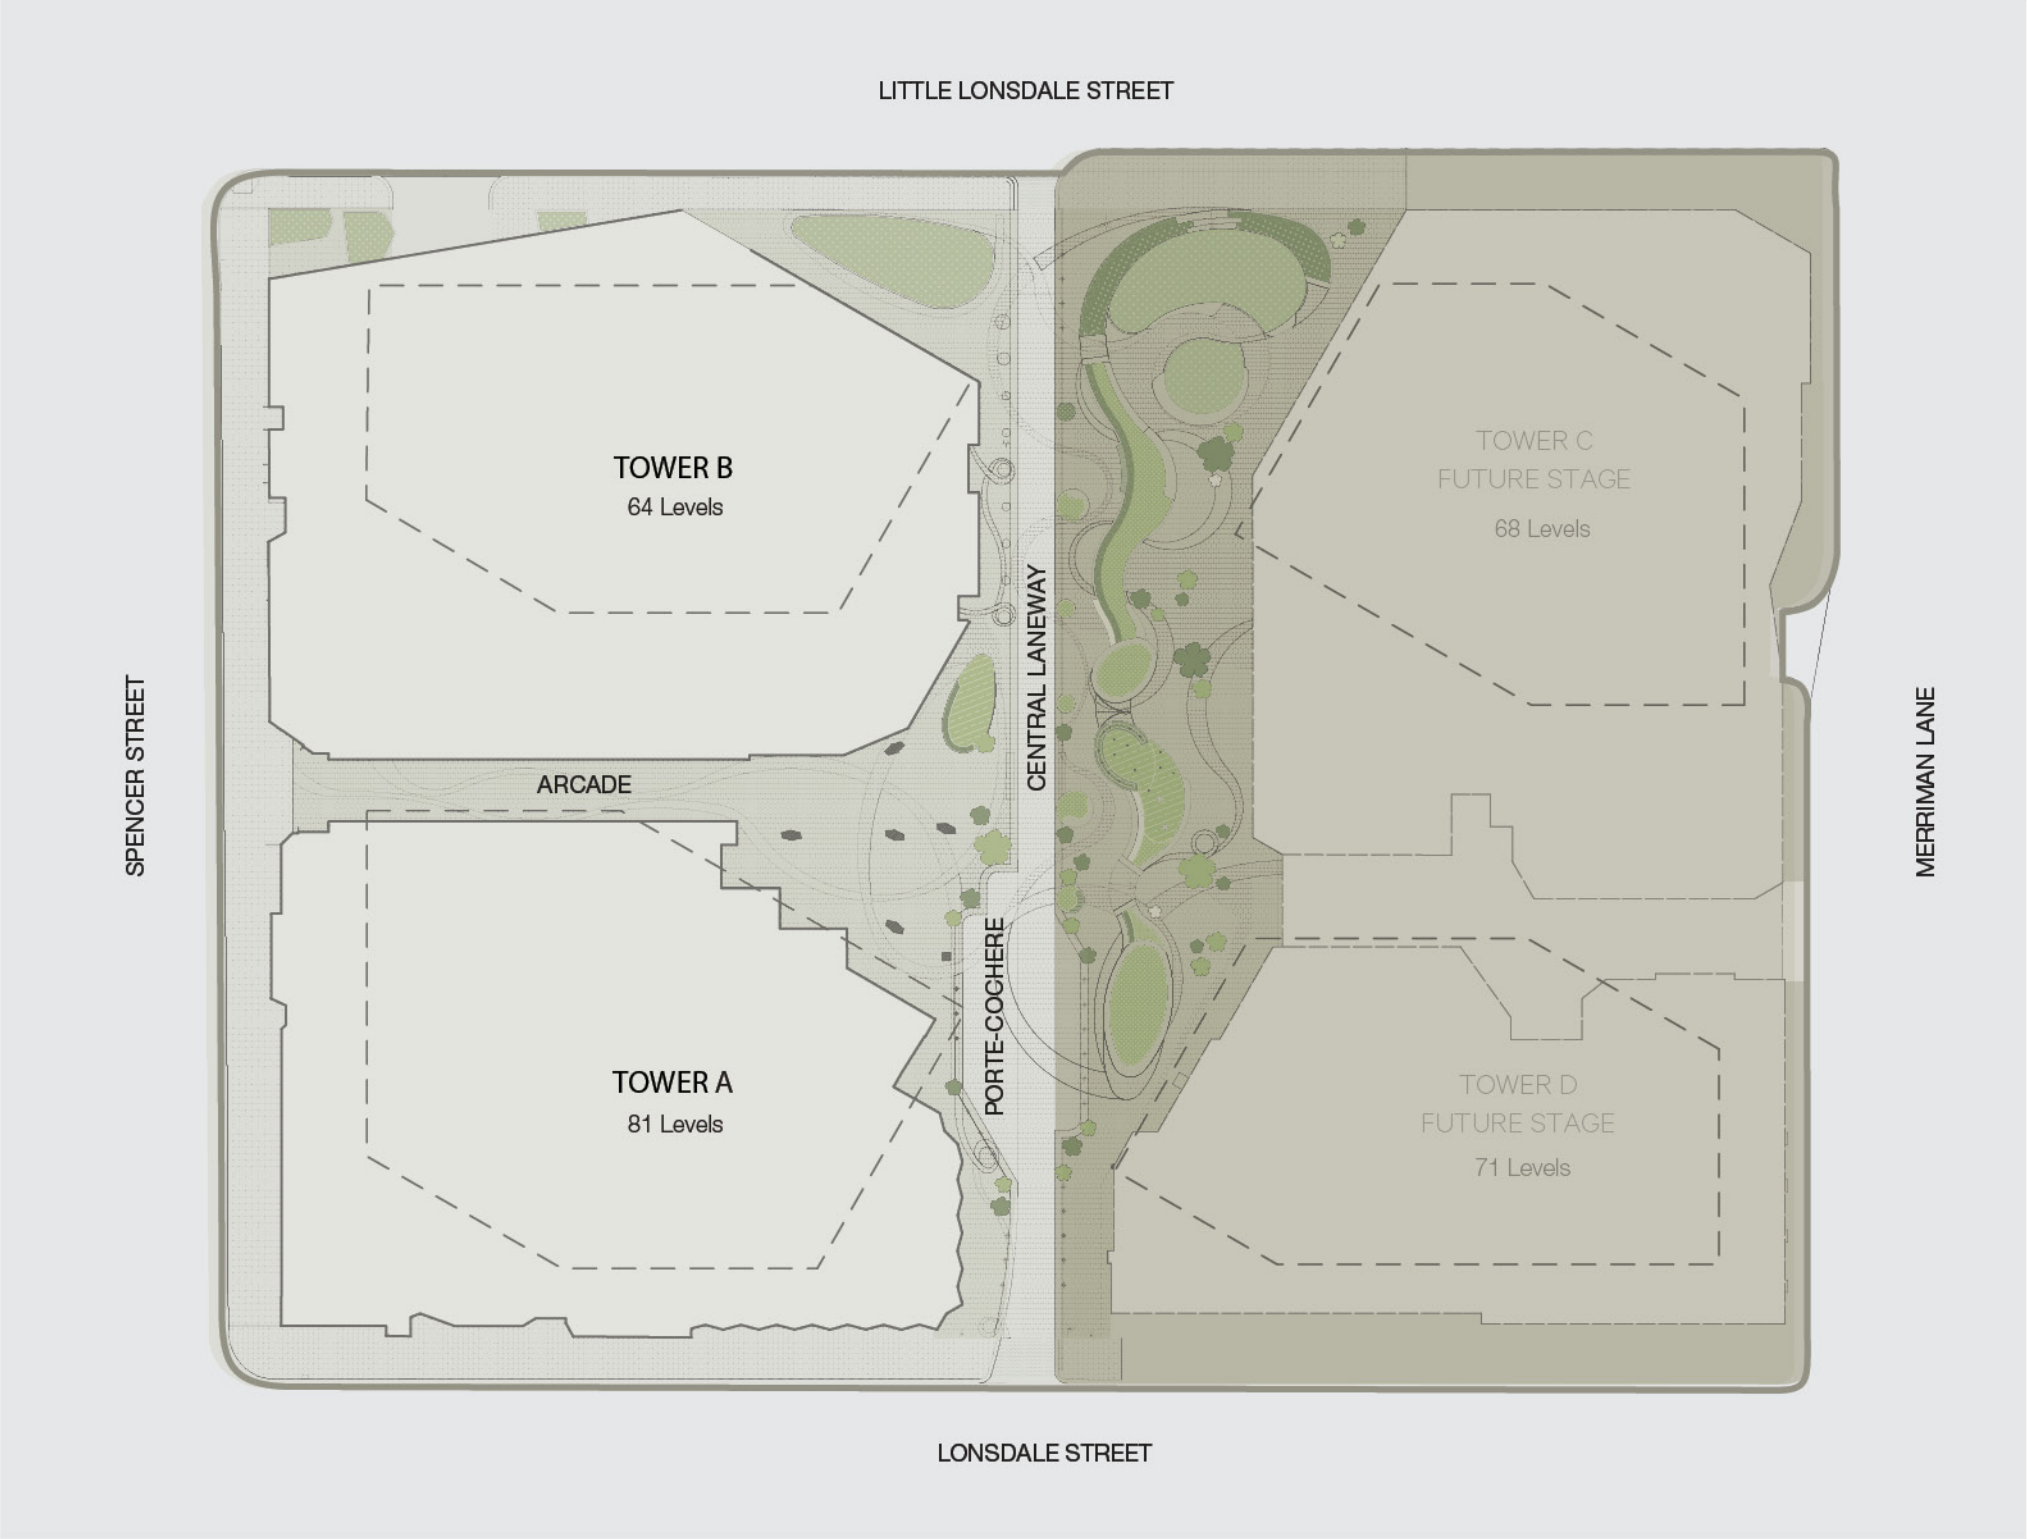 LITTLE LONSDALE STREET
TOWER B
64 Levels
TOWER C
FUTURE STAGE
68 Levels
SPENCER STREET
ARCADE
CENTRAL LANEWAY
MERRIMAN LANE
PORTE-COCHERE
TOWER A
81 Levels
TOWER D
FUTURE STAGE
71 Levels
LONSDALE STREET